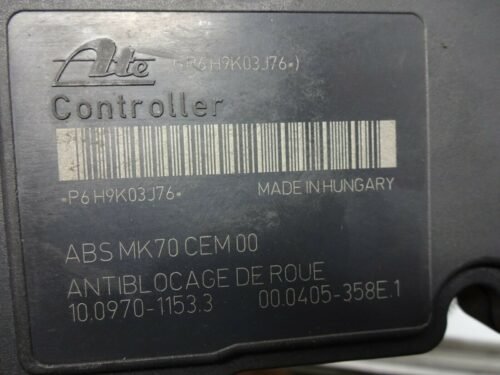 Ate *P6H9K03J76*)
Controller
*P6H9K03J76* MADE IN HUNGARY
ABS MK70 CEM 00
ANTIBLOCAGE DE ROUE
10.0970-1153.3 00.0405-358E.1